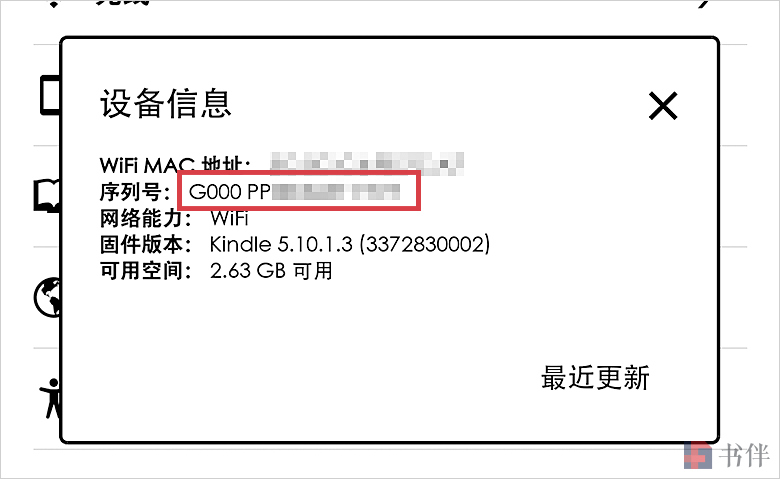 设备信息
WiFi MAC 地址：
序列号： G000 PP
网络能力： WiFi
固件版本： Kindle 5.10.1.3 (3372830002)
可用空间： 2.63 GB 可用
最近更新
书伴